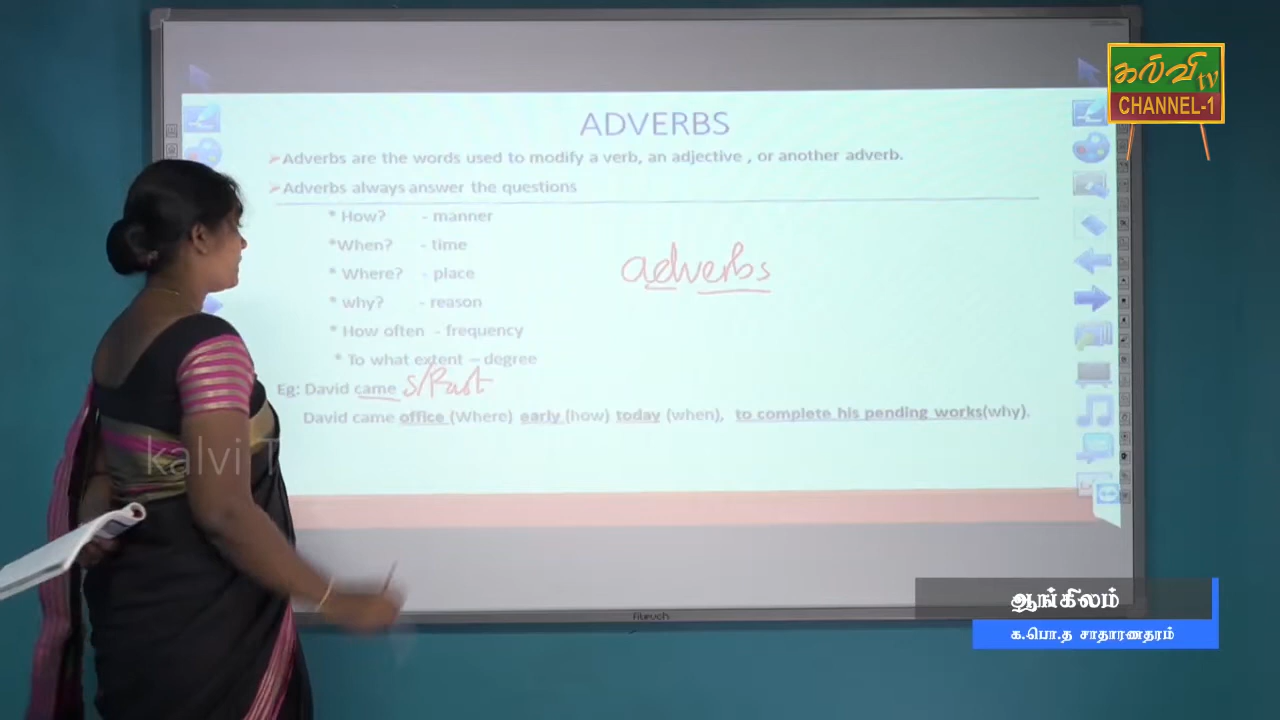 கல்வி tv
CHANNEL-1
ADVERBS
➢Adverbs are the words used to modify a verb, an adjective , or another adverb.
➢Adverbs always answer the questions
* How? - manner
*When? - time
* Where? - place
* why? - reason
* How often - frequency
* To what extent – degree
adverbs
Eg: David came S/Past
David came office (Where) early (how) today (when), to complete his pending works(why).
kalvi T
ஆங்கிலம்
க.பொ.த சாதாரணதரம்